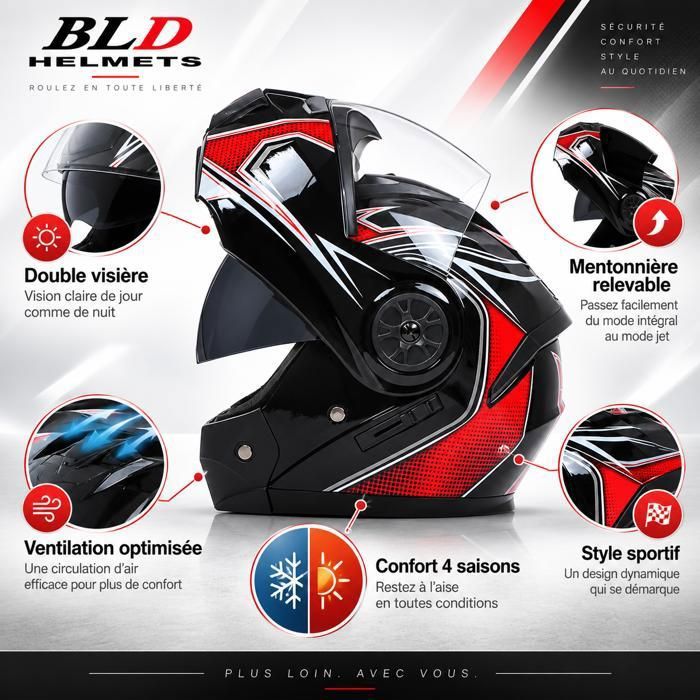 BLD
HELMETS
ROULEZ EN TOUTE LIBERTÉ
SÉCURITÉ
CONFORT
STYLE
AU QUOTIDIEN
Double visière
Vision claire de jour
comme de nuit
Mentonnière
relevable
Passez facilement
du mode intégral
au mode jet
Ventilation optimisée
Une circulation d'air
efficace pour plus de confort
Confort 4 saisons
Restez à l'aise
en toutes conditions
Style sportif
Un design dynamique
qui se démarque
PLUS LOIN. AVEC VOUS.